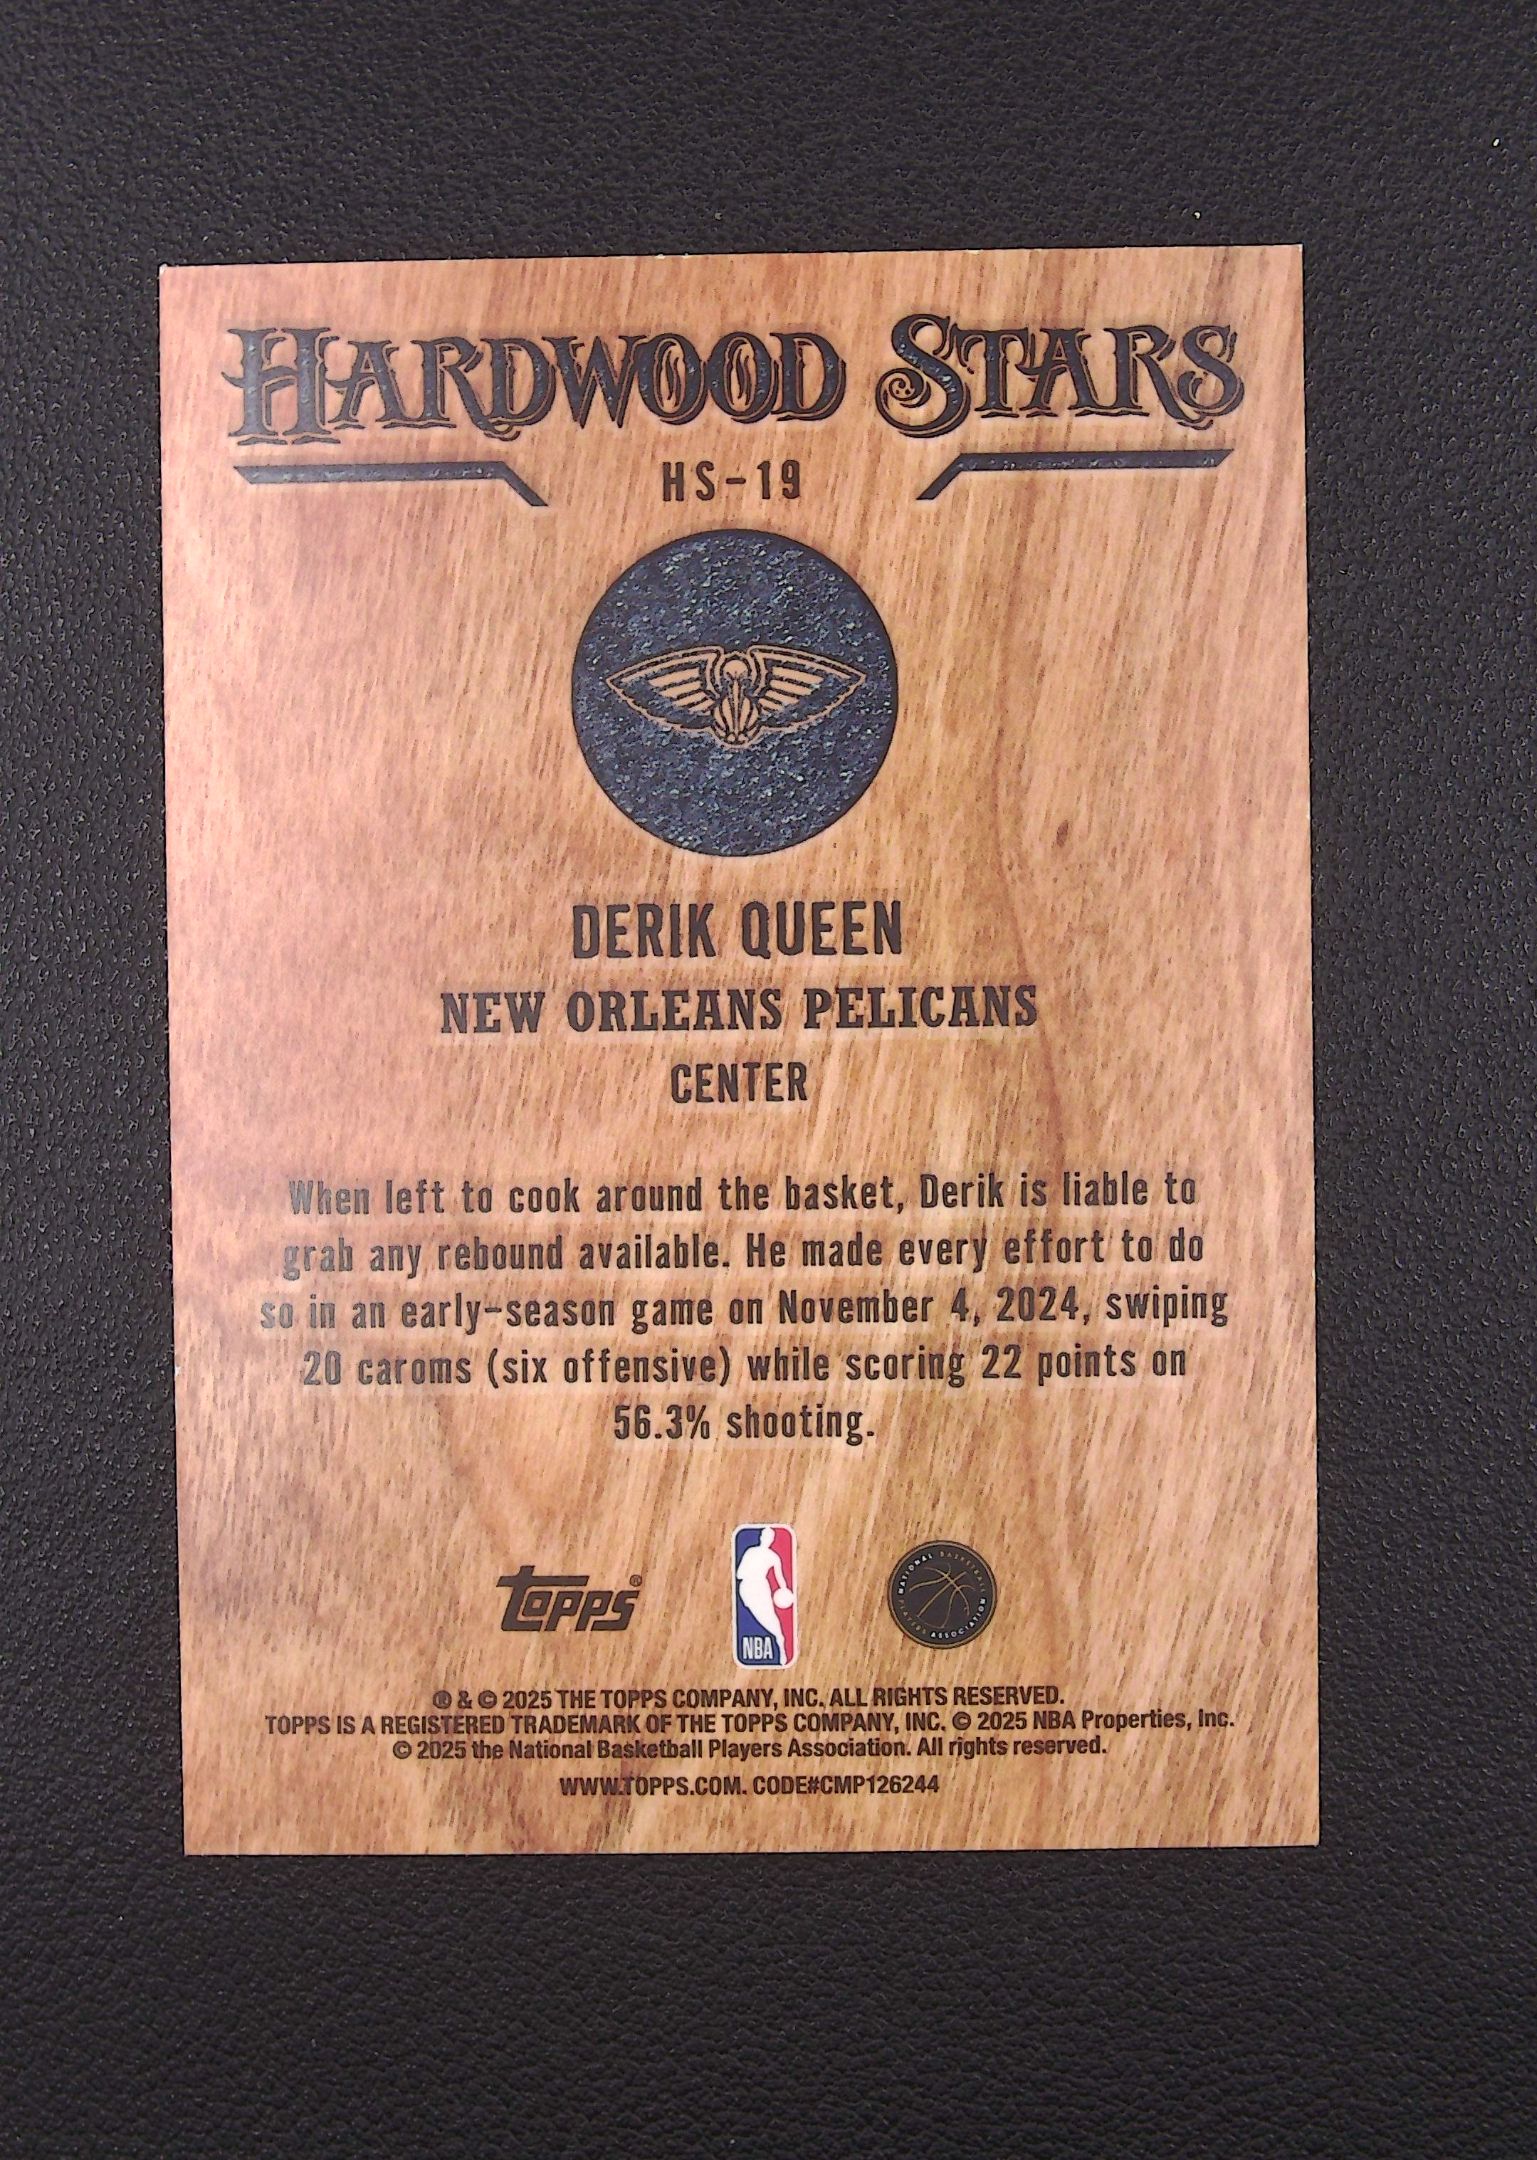 HARDWOOD STARS
HS-19
DERIK QUEEN
NEW ORLEANS PELICANS
CENTER
When left to cook around the basket, Derik is liable to
grab any rebound available. He made every effort to do
so in an early-season game on November 4, 2024, swiping
20 caroms (six offensive) while scoring 22 points on
56.3% shooting.
topps®
NBA
NATIONAL BASKETBALL PLAYERS ASSOCIATION
® & © 2025 THE TOPPS COMPANY, INC. ALL RIGHTS RESERVED.
TOPPS IS A REGISTERED TRADEMARK OF THE TOPPS COMPANY, INC. © 2025 NBA Properties, Inc.
© 2025 the National Basketball Players Association. All rights reserved.
WWW.TOPPS.COM. CODE#CMP126244